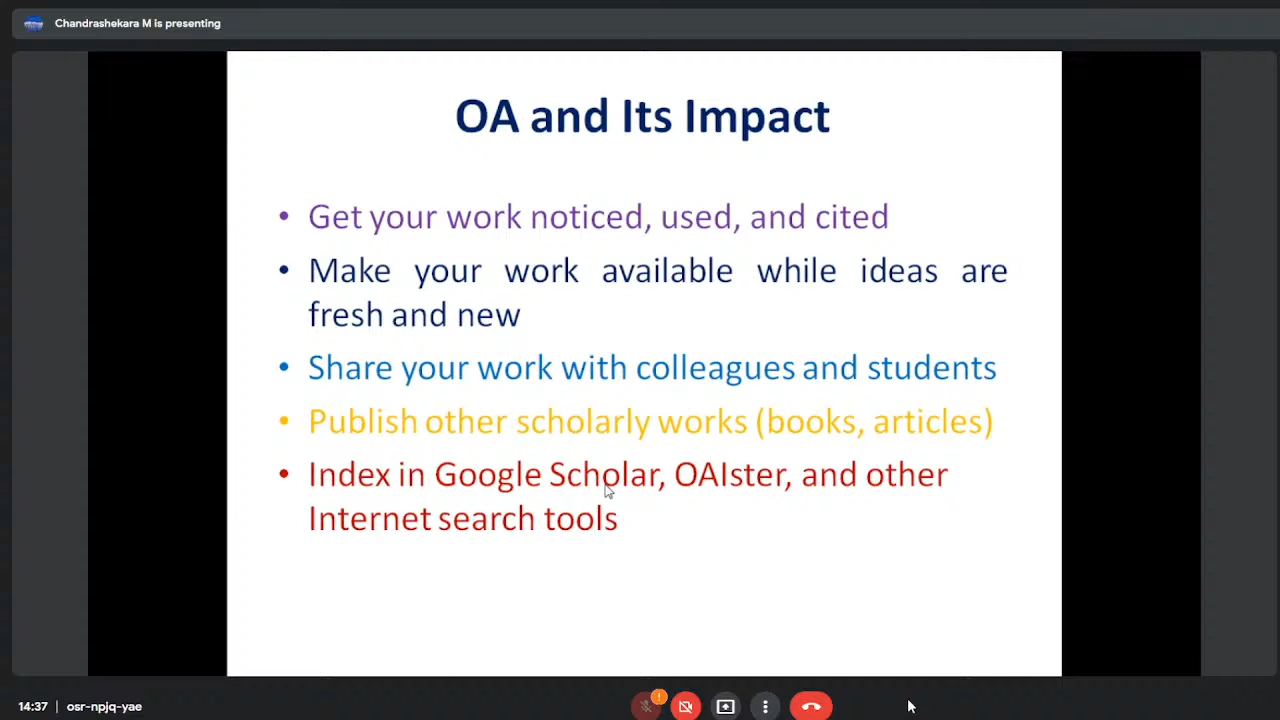 Chandrashekara M is presenting
OA and Its Impact
• Get your work noticed, used, and cited
• Make your work available while ideas are
fresh and new
• Share your work with colleagues and students
• Publish other scholarly works (books, articles)
• Index in Google Scholar, OAIster, and other
Internet search tools
14:37 | osr-npjq-yae
!